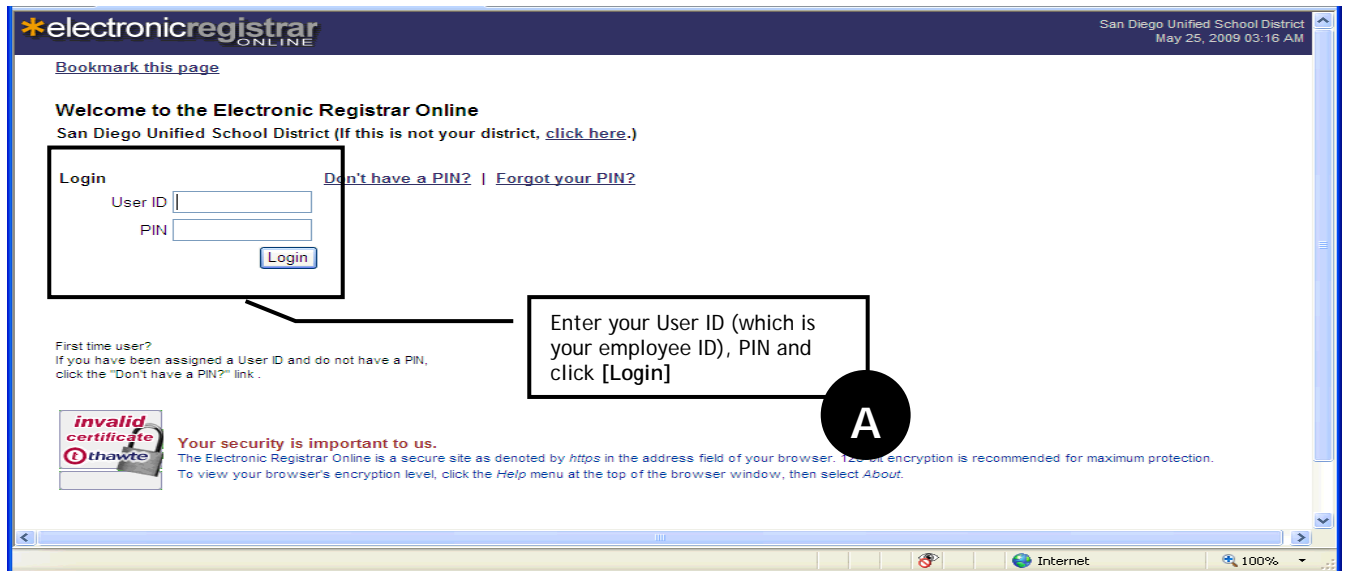 *electronicregistrar
ONLINE
San Diego Unified School District
May 25, 2009 03:16 AM
Bookmark this page
Welcome to the Electronic Registrar Online
San Diego Unified School District (If this is not your district, click here.)
Login
Don't have a PIN? | Forgot your PIN?
User ID
PIN
Login
Enter your User ID (which is
your employee ID), PIN and
click [Login]
A
First time user?
If you have been assigned a User ID and do not have a PIN,
click the "Don't have a PIN?" link .
invalid
certificate
thawte
Your security is important to us.
The Electronic Registrar Online is a secure site as denoted by https in the address field of your browser. 128-bit encryption is recommended for maximum protection.
To view your browser's encryption level, click the Help menu at the top of the browser window, then select About.
Internet
100%